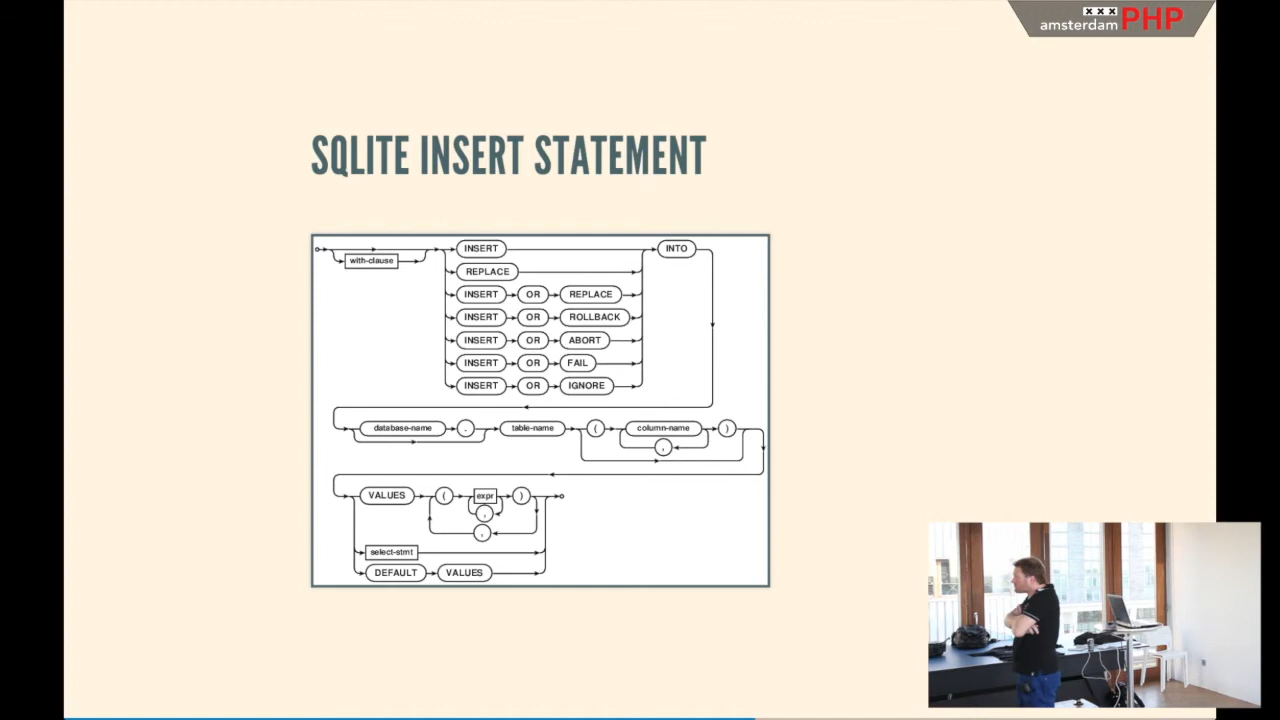 xxx
amsterdamPHP
SQLITE INSERT STATEMENT
INSERT INTO
with-clause
REPLACE
INSERT OR REPLACE
INSERT OR ROLLBACK
INSERT OR ABORT
INSERT OR FAIL
INSERT OR IGNORE
database-name . table-name ( column-name )
,
VALUES ( expr )
,
,
select-stmt
DEFAULT VALUES